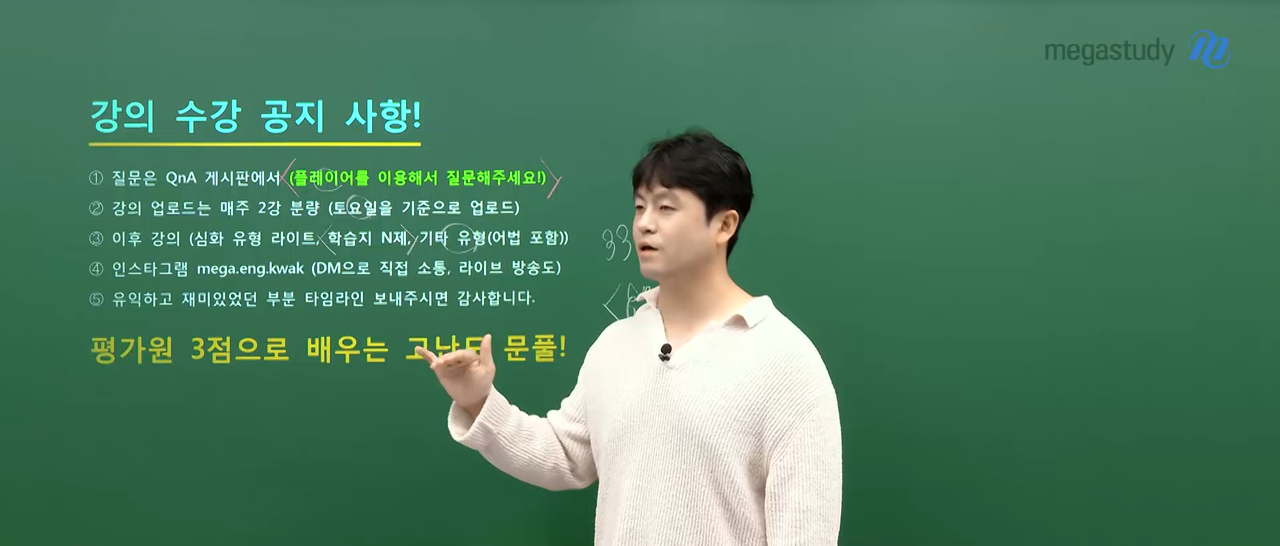 megastudy
강의 수강 공지 사항!
① 질문은 QnA 게시판에서 (플레이어를 이용해서 질문해주세요!)
② 강의 업로드는 매주 2강 분량 (토요일을 기준으로 업로드)
③ 이후 강의 (심화 유형 라이트, 학습지 N제, 기타 유형(어법 포함))
33
④ 인스타그램 mega.eng.kwak (DM으로 직접 소통, 라이브 방송도)
⑤ 유익하고 재미있었던 부분 타임라인 보내주시면 감사합니다.
평가원 3점으로 배우는 고난도 문풀!